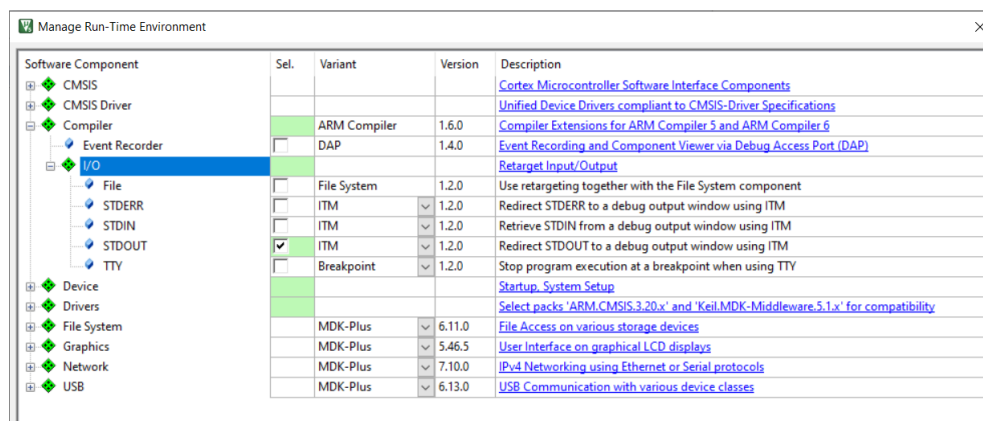 Manage Run-Time Environment
Software Component Sel. Variant Version Description
CMSIS Cortex Microcontroller Software Interface Components
CMSIS Driver Unified Device Drivers compliant to CMSIS-Driver Specifications
Compiler ARM Compiler 1.6.0 Compiler Extensions for ARM Compiler 5 and ARM Compiler 6
Event Recorder DAP 1.4.0 Event Recording and Component Viewer via Debug Access Port (DAP)
I/O Retarget Input/Output
File File System 1.2.0 Use retargeting together with the File System component
STDERR ITM 1.2.0 Redirect STDERR to a debug output window using ITM
STDIN ITM 1.2.0 Retrieve STDIN from a debug output window using ITM
STDOUT ITM 1.2.0 Redirect STDOUT to a debug output window using ITM
TTY Breakpoint 1.2.0 Stop program execution at a breakpoint when using TTY
Device Startup, System Setup
Drivers Select packs 'ARM.CMSIS.3.20.x' and 'Keil.MDK-Middleware.5.1.x' for compatibility
File System MDK-Plus 6.11.0 File Access on various storage devices
Graphics MDK-Plus 5.46.5 User Interface on graphical LCD displays
Network MDK-Plus 7.10.0 IPv4 Networking using Ethernet or Serial protocols
USB MDK-Plus 6.13.0 USB Communication with various device classes